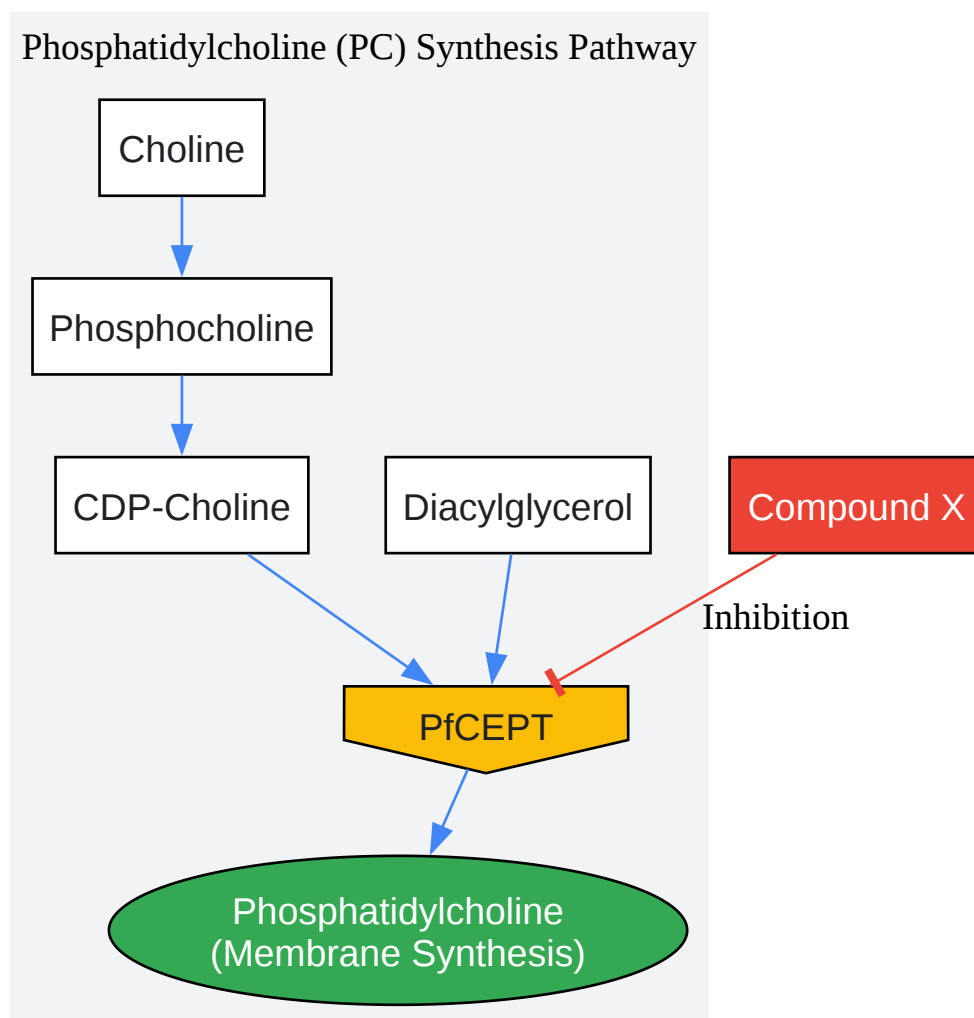 Phosphatidylcholine (PC) Synthesis Pathway
Choline
Phosphocholine
CDP-Choline
Diacylglycerol
Compound X
Inhibition
PfCEPT
Phosphatidylcholine
(Membrane Synthesis)